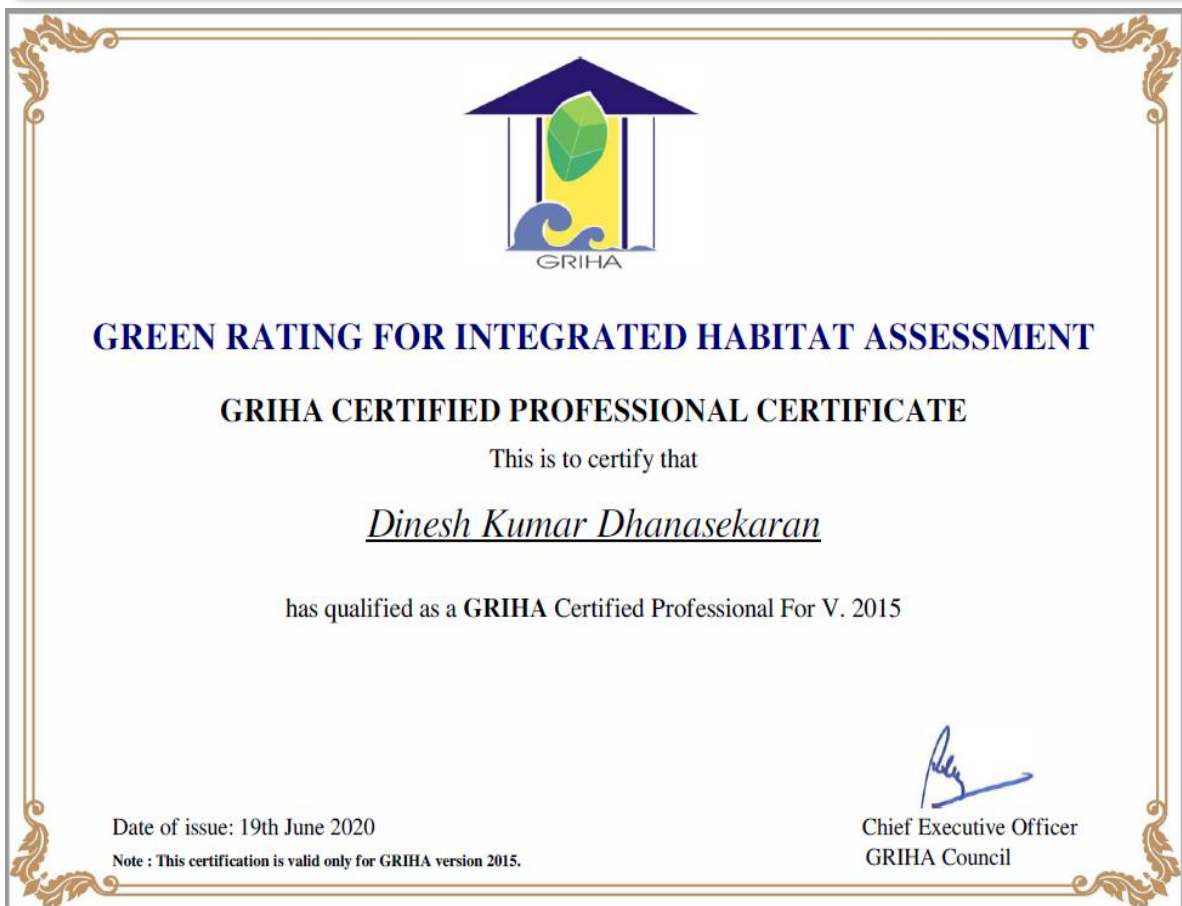 GRIHA
GREEN RATING FOR INTEGRATED HABITAT ASSESSMENT
GRIHA CERTIFIED PROFESSIONAL CERTIFICATE
This is to certify that
Dinesh Kumar Dhanasekaran
has qualified as a GRIHA Certified Professional For V. 2015
Date of issue: 19th June 2020
Note : This certification is valid only for GRIHA version 2015.
Chief Executive Officer
GRIHA Council